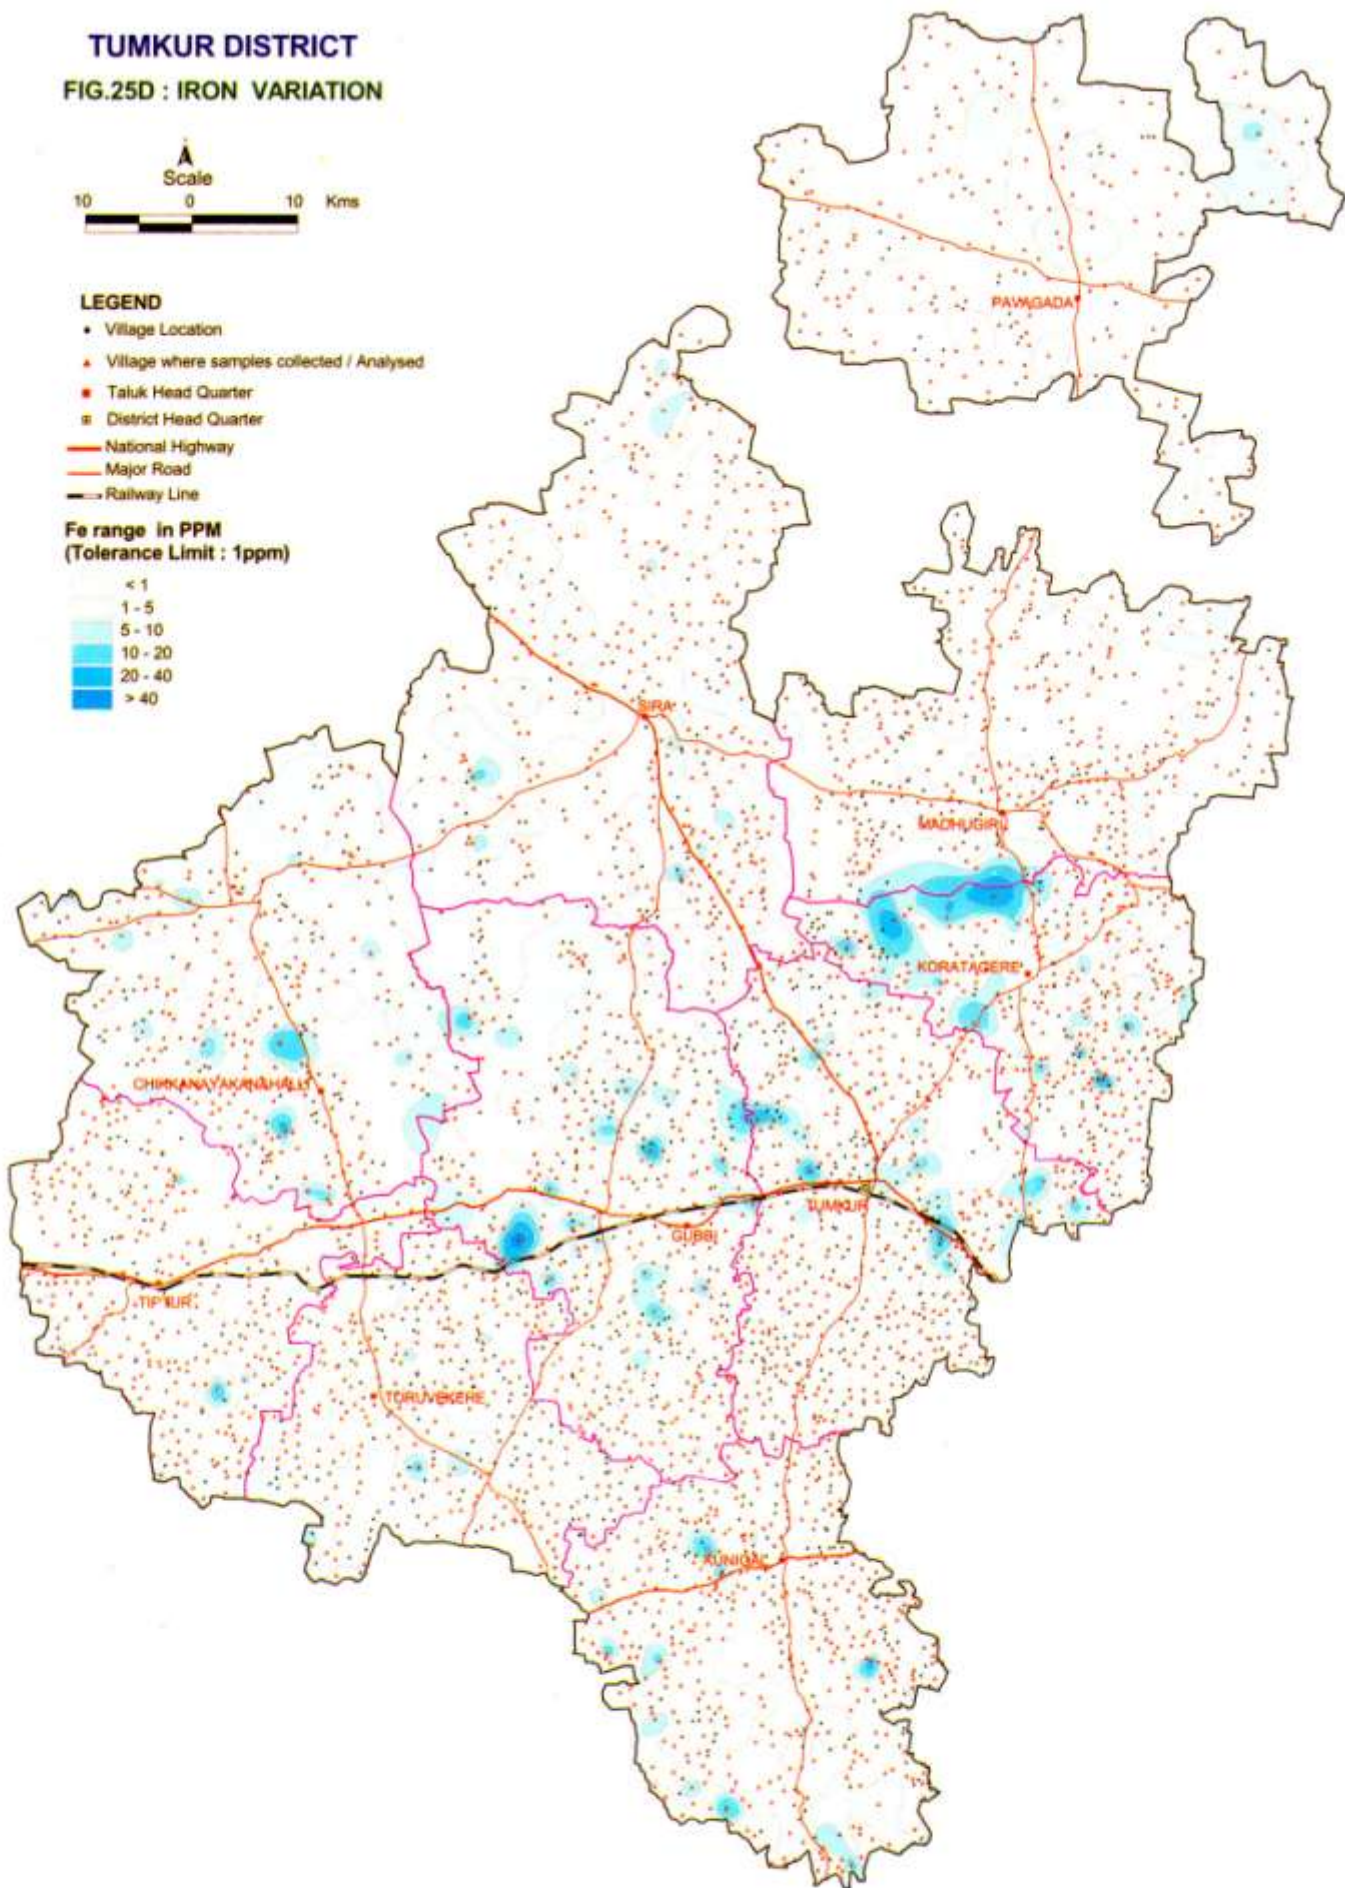 TUMKUR DISTRICT
FIG.25D : IRON VARIATION
Scale
10 0 10 Kms
LEGEND
Village Location
Village where samples collected / Analysed
Taluk Head Quarter
District Head Quarter
National Highway
Major Road
Railway Line
Fe range in PPM
(Tolerance Limit : 1ppm)
< 1
1 - 5
5 - 10
10 - 20
20 - 40
> 40
PAVAGADA
SIRA
MADHUGIRI
KORATAGERE
CHIKKANAYAKANAHALLI
TUMKUR
GUBBI
TIPTUR
TORUVEKERE
KUNIGAL